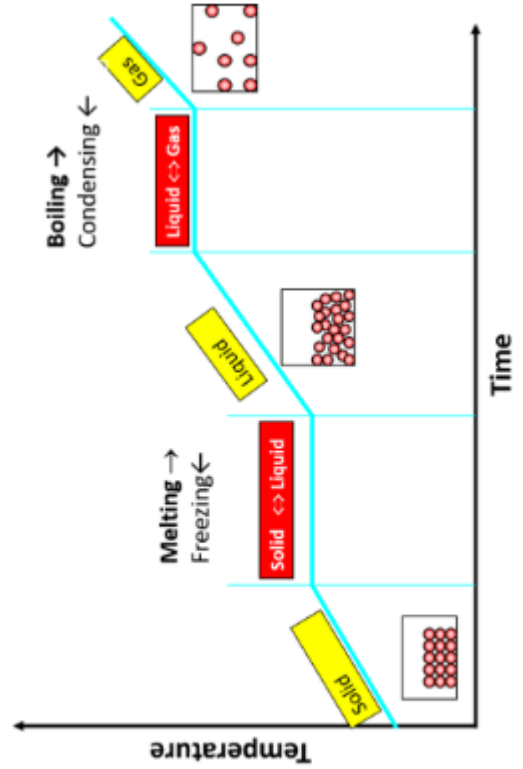 Temperature
Solid
Melting →
Freezing←
Solid <-> Liquid
Liquid
Boiling →
Condensing ←
Liquid <-> Gas
Gas
Time